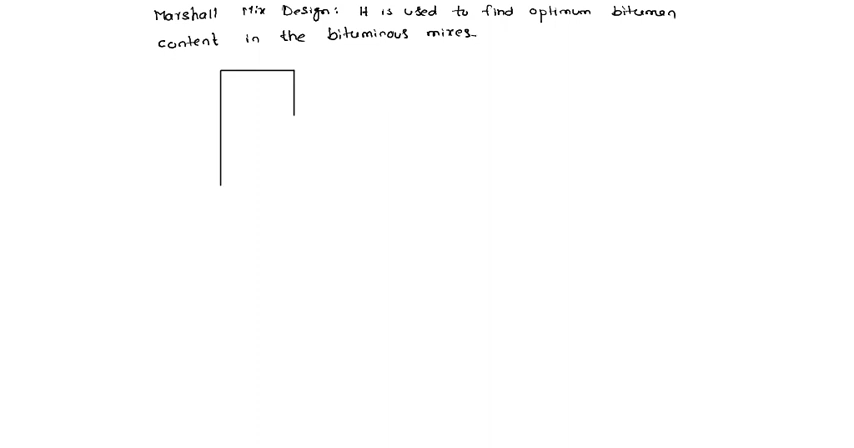 Marshall Mix Design: It is used to find optimum bitumen
content in the bituminous mixes